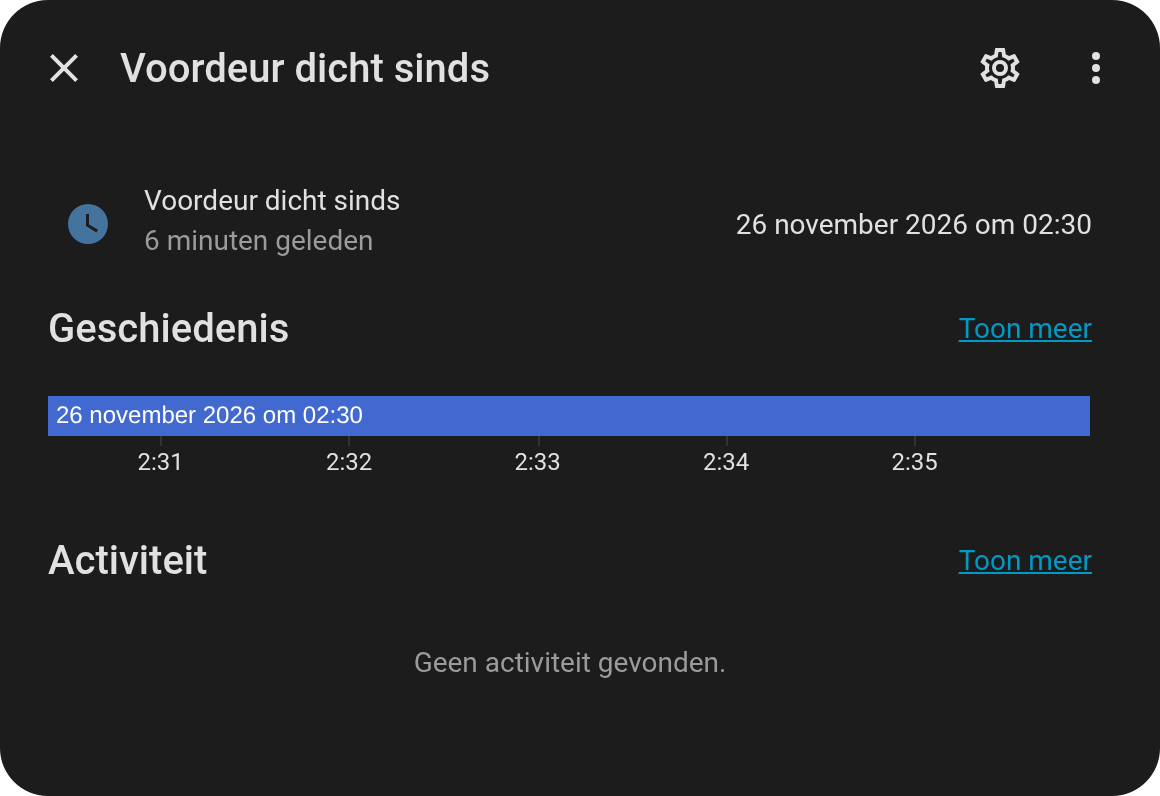 Voordeur dicht sinds
Voordeur dicht sinds
6 minuten geleden
26 november 2026 om 02:30
Geschiedenis
Toon meer
26 november 2026 om 02:30
2:31 2:32 2:33 2:34 2:35
Activiteit
Toon meer
Geen activiteit gevonden.